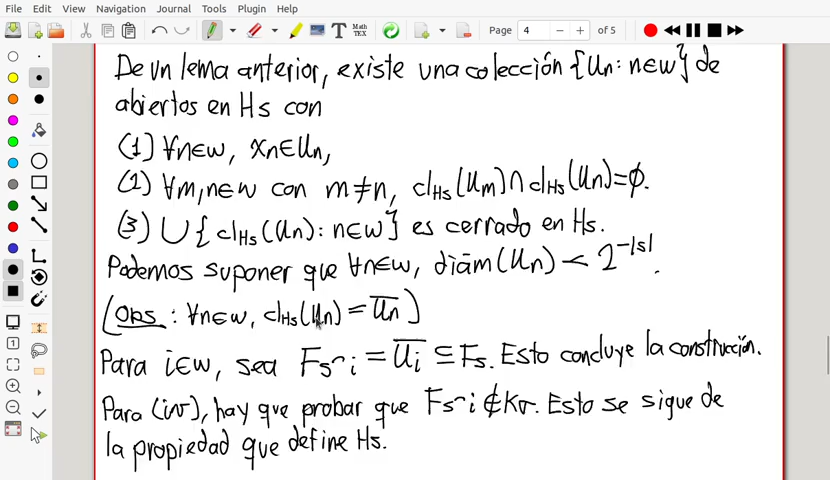 Edit View Navigation Journal Tools Plugin Help
Math TEX Page 4 of 5
De un lema anterior, existe una colección {Un: n∈w} de
abiertos en Hs con
(1) ∀n∈w, xn∈Un,
(2) ∀m,n∈w con m≠n, clHs(Um)∩clHs(Un)=∅.
(3) ∪{clHs(Un): n∈w} es cerrado en Hs.
Podemos suponer que ∀n∈w, diám(Un) < 2^-|s|.
(OBS: ∀n∈w, clHs(Un) = U̅n̅)
Para i∈w, sea Fs⌢i = U̅i̅ ⊆ Fs. Esto concluye la construcción.
Para (iv), hay que probar que Fs⌢i ∉ Kσ. Esto se sigue de
la propiedad que define Hs.